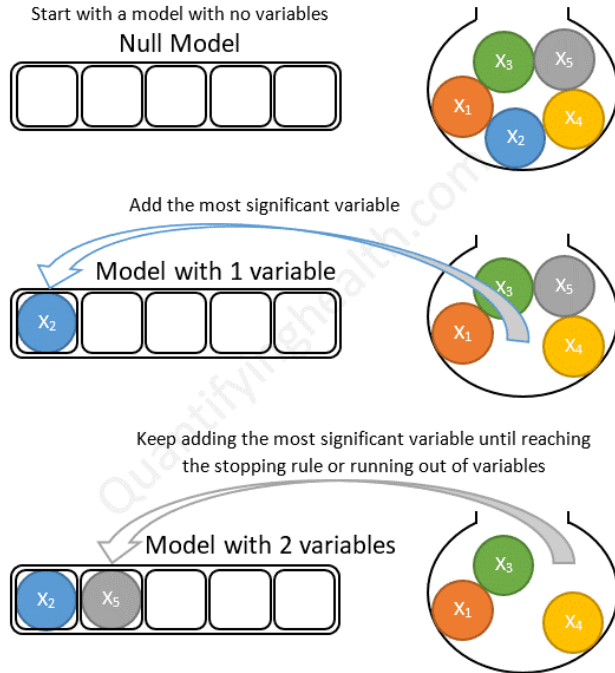 Start with a model with no variables
Null Model
X3
X5
X1
X4
X2
Add the most significant variable
Model with 1 variable
X2
X3
X5
X1
X4
Keep adding the most significant variable until reaching
the stopping rule or running out of variables
Model with 2 variables
X2
X5
X3
X1
X4
Quantifyinghealth.com